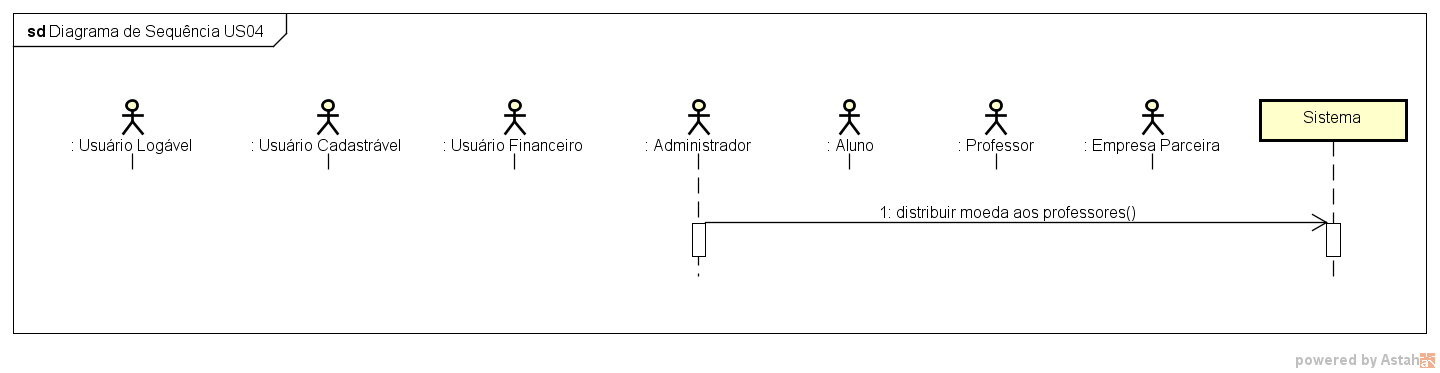 sd Diagrama de Sequência US04
: Usuário Logável
: Usuário Cadastrável
: Usuário Financeiro
: Administrador
: Aluno
: Professor
: Empresa Parceira
Sistema
1: distribuir moeda aos professores()
powered by Astah